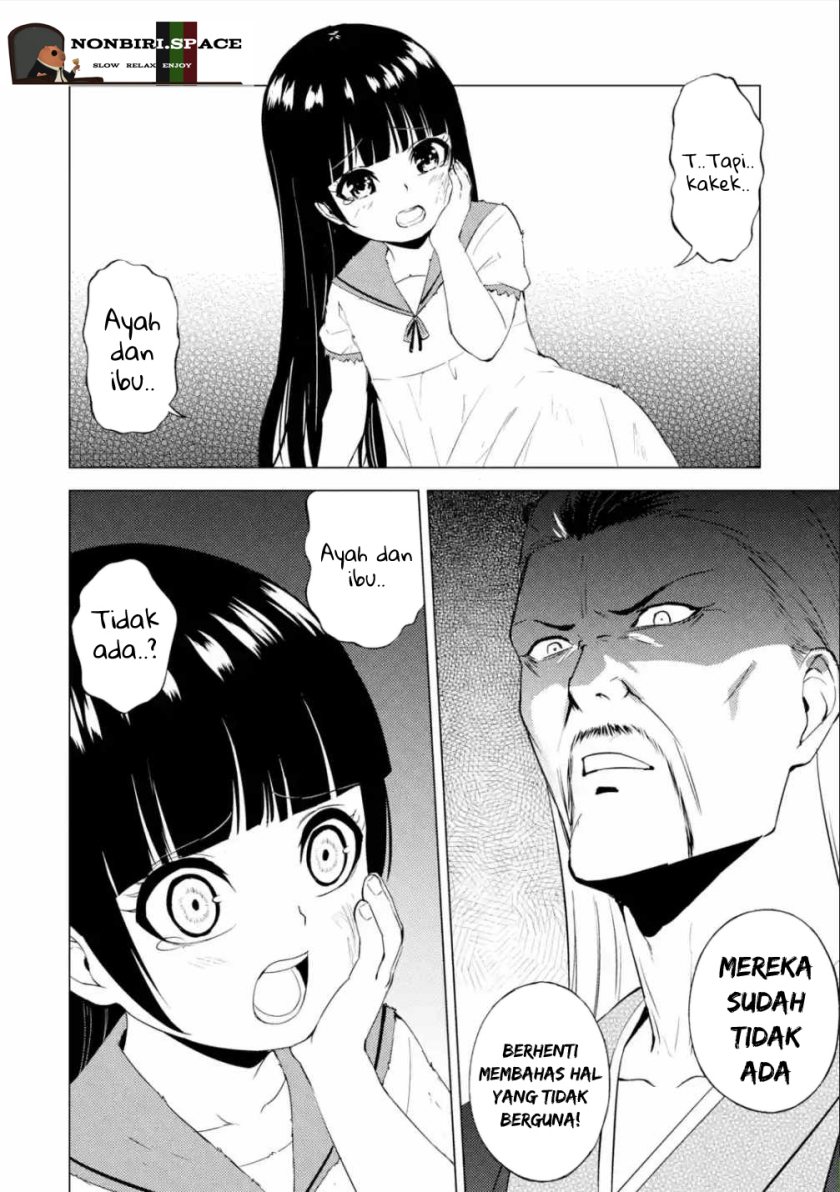 NONBIRI.SPACE
SLOW RELAX ENJOY
T..Tapi..
kakek..
Ayah
dan
ibu..
MEREKA
SUDAH
TIDAK
ADA
BERHENTI
MEMBAHAS HAL
YANG TIDAK
BERGUNA!
Ayah dan
ibu..
Tidak
ada..?